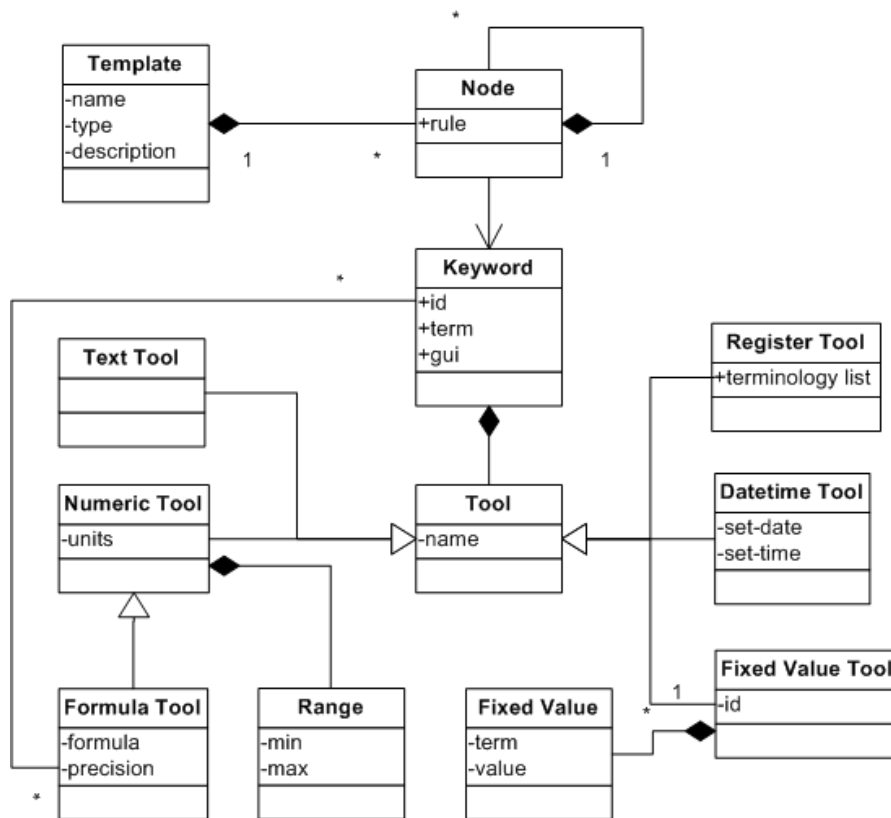 *
Template
-name
-type
-description
1
*
Node
+rule
1
Keyword
+id
+term
+gui
*
Text Tool
Register Tool
+terminology list
Numeric Tool
-units
Tool
-name
Datetime Tool
-set-date
-set-time
Formula Tool
-formula
-precision
*
Range
-min
-max
Fixed Value
-term
-value
*
1
Fixed Value Tool
-id